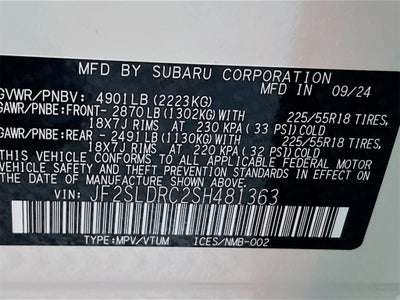 MFD BY SUBARU CORPORATION MFD IN 09/24
GVWR/PNBV: 4901LB (2223KG)
GAWR/PNBE:FRONT- 2870LB (1302KG)WITH 225/55R18 TIRES,
18X7J RIMS AT 230 KPA (33 PSI)COLD
GAWR/PNBE:REAR - 2491LB(1130KG)WITH 225/55R18 TIRES,
18X7J RIMS AT 220 KPA (32 PSI)COLD
THIS VEHICLE CONFORMS TO ALL APPLICABLE FEDERAL MOTOR
VEHICLE SAFETY, BUMPER, AND THEFT PREVENTION STANDARDS
IN EFFECT ON THE DATE OF MANUFACTURE SHOWN ABOVE.
VIN: JF2SLDRC2SH481363
TYPE:MPV/VTUM ICES/NMB-002